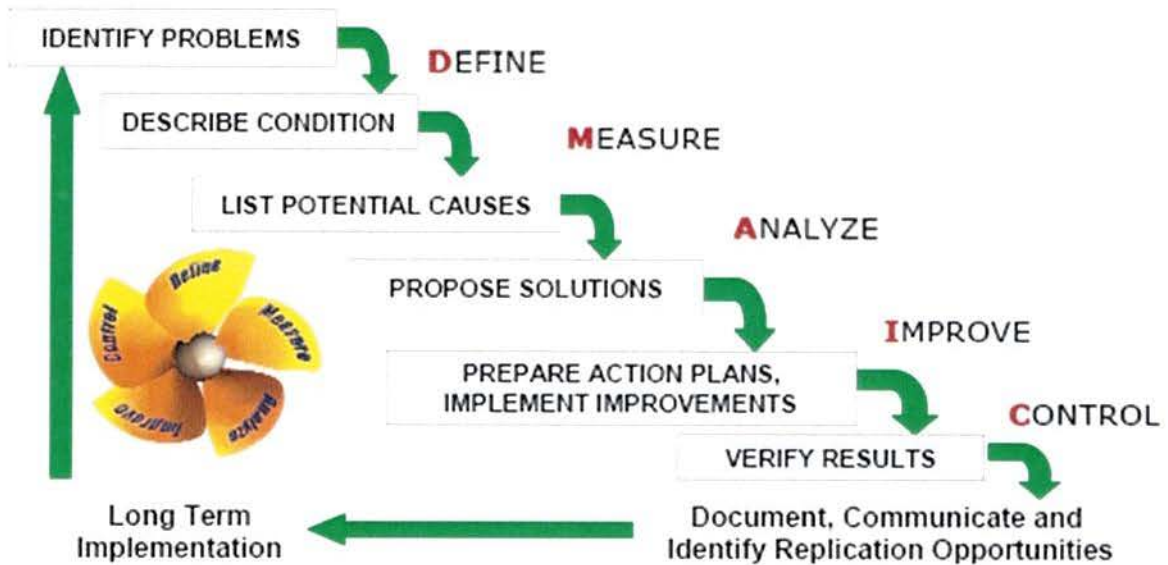 IDENTIFY PROBLEMS
DEFINE
DESCRIBE CONDITION
MEASURE
LIST POTENTIAL CAUSES
ANALYZE
PROPOSE SOLUTIONS
IMPROVE
PREPARE ACTION PLANS,
IMPLEMENT IMPROVEMENTS
CONTROL
VERIFY RESULTS
Define
Measure
Analyze
Improve
Control
Document, Communicate and
Identify Replication Opportunities
Long Term
Implementation